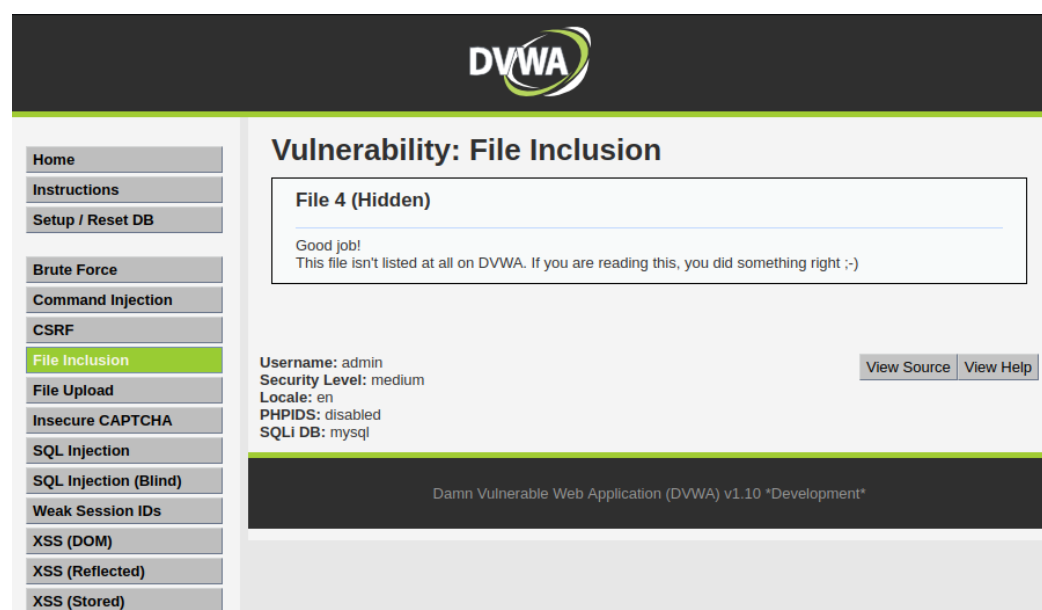 DVWA
Home
Instructions
Setup / Reset DB
Brute Force
Command Injection
CSRF
File Inclusion
File Upload
Insecure CAPTCHA
SQL Injection
SQL Injection (Blind)
Weak Session IDs
XSS (DOM)
XSS (Reflected)
XSS (Stored)
Vulnerability: File Inclusion
File 4 (Hidden)
Good job!
This file isn't listed at all on DVWA. If you are reading this, you did something right ;-)
Username: admin
Security Level: medium
Locale: en
PHPIDS: disabled
SQLi DB: mysql
View Source View Help
Damn Vulnerable Web Application (DVWA) v1.10 *Development*